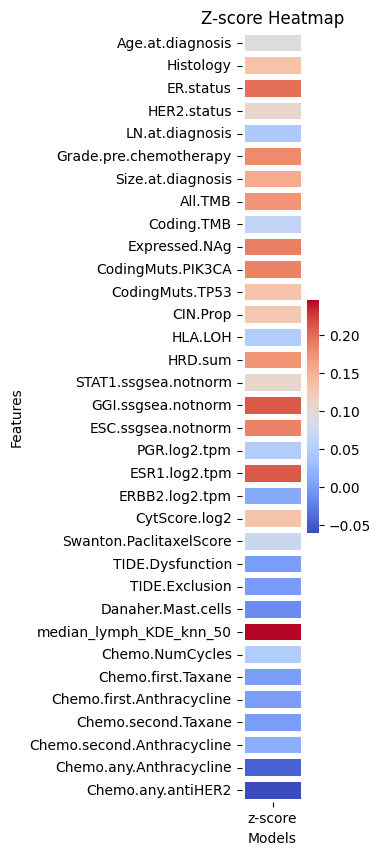 Z-score Heatmap
Age.at.diagnosis
Histology
ER.status
HER2.status
LN.at.diagnosis
Grade.pre.chemotherapy
Size.at.diagnosis
All.TMB
Coding.TMB
Expressed.NAg
CodingMuts.PIK3CA
CodingMuts.TP53
CIN.Prop
HLA.LOH
HRD.sum
STAT1.ssgsea.notnorm
GGI.ssgsea.notnorm
ESC.ssgsea.notnorm
PGR.log2.tpm
ESR1.log2.tpm
ERBB2.log2.tpm
CytScore.log2
Swanton.PaclitaxelScore
TIDE.Dysfunction
TIDE.Exclusion
Danaher.Mast.cells
median_lymph_KDE_knn_50
Chemo.NumCycles
Chemo.first.Taxane
Chemo.first.Anthracycline
Chemo.second.Taxane
Chemo.second.Anthracycline
Chemo.any.Anthracycline
Chemo.any.antiHER2
Features
z-score
Models
0.20
0.15
0.10
0.05
0.00
−0.05